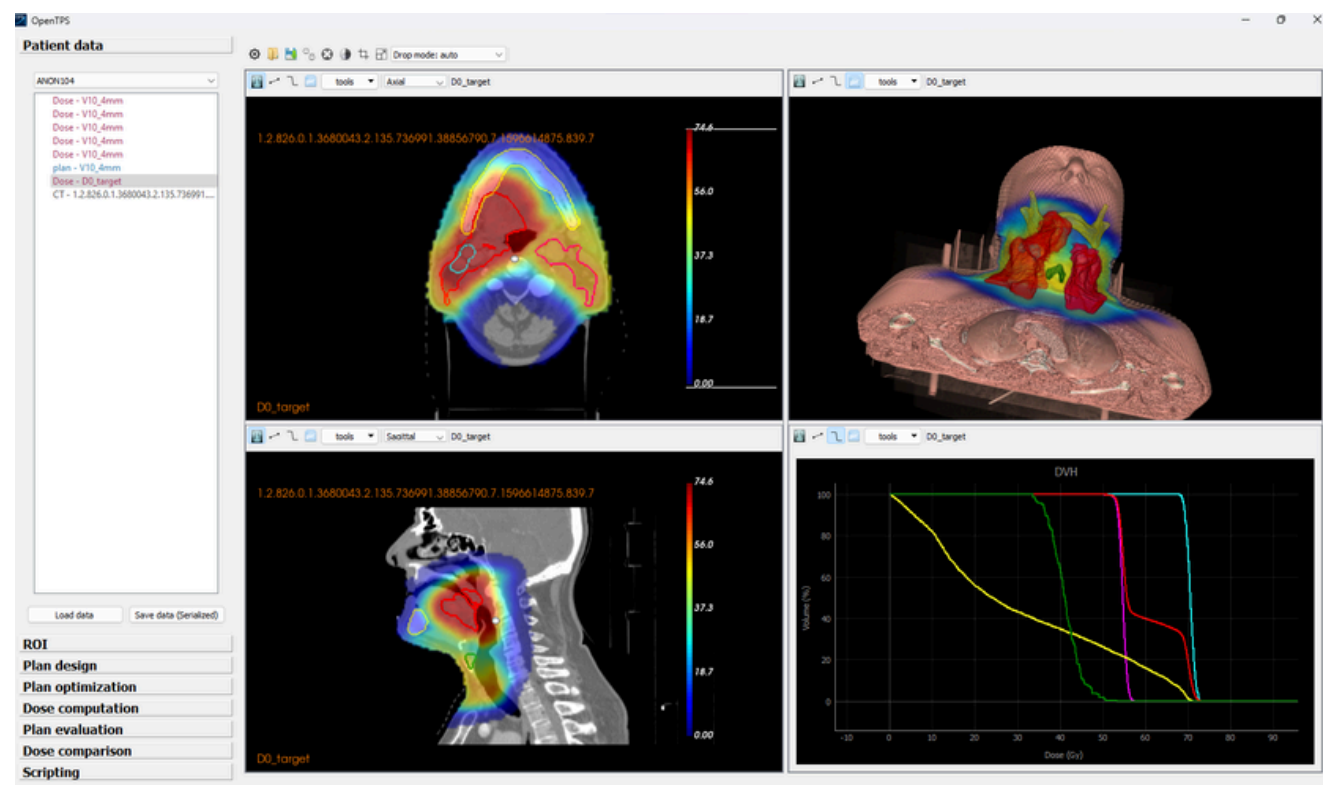 OpenTPS
Patient data
ANON104
Dose - V10_4mm
Dose - V10_4mm
Dose - V10_4mm
Dose - V10_4mm
Dose - V10_4mm
plan - V10_4mm
Dose - D0_target
CT - 1.2.826.0.1.3680043.2.135.736991....
Load data Save data (Serialized)
ROI
Plan design
Plan optimization
Dose computation
Plan evaluation
Dose comparison
Scripting
Drop mode: auto
tools Axial D0_target
1.2.826.0.1.3680043.2.135.736991.38856790.7.1596614875.839.7
74.6
56.0
37.3
18.7
0.00
D0_target
tools D0_target
tools Sagittal D0_target
1.2.826.0.1.3680043.2.135.736991.38856790.7.1596614875.839.7
74.6
56.0
37.3
18.7
0.00
D0_target
tools D0_target
DVH
Volume (%)
100
80
60
40
20
0
-10 0 10 20 30 40 50 60 70 80 90
Dose (Gy)